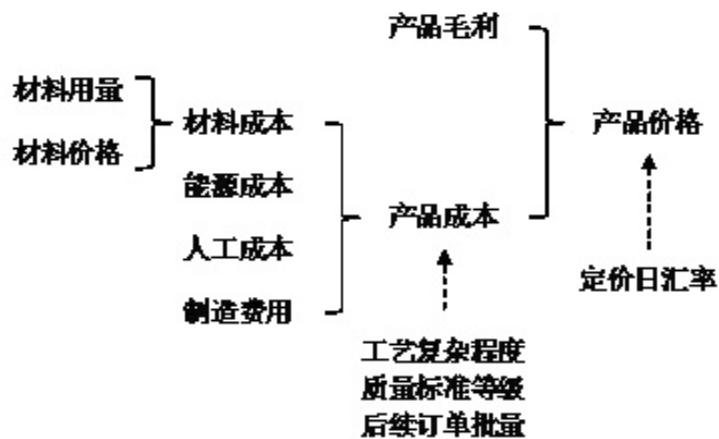 产品毛利
材料用量
材料成本
产品价格
材料价格
能源成本
产品成本
人工成本
定价日汇率
制造费用
工艺复杂程度
质量标准等级
后续订单批量